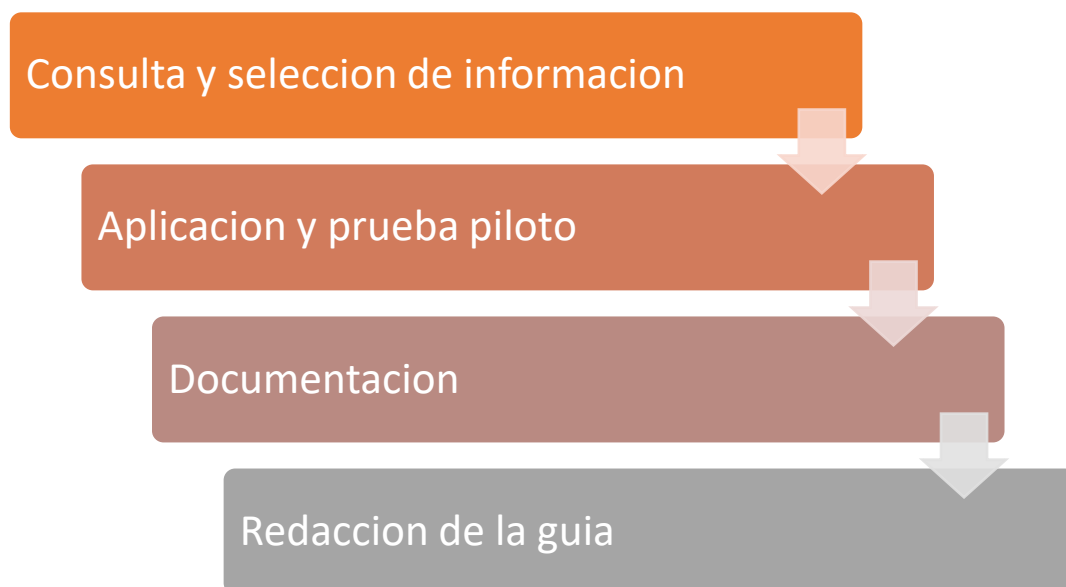 Consulta y seleccion de informacion
Aplicacion y prueba piloto
Documentacion
Redaccion de la guia